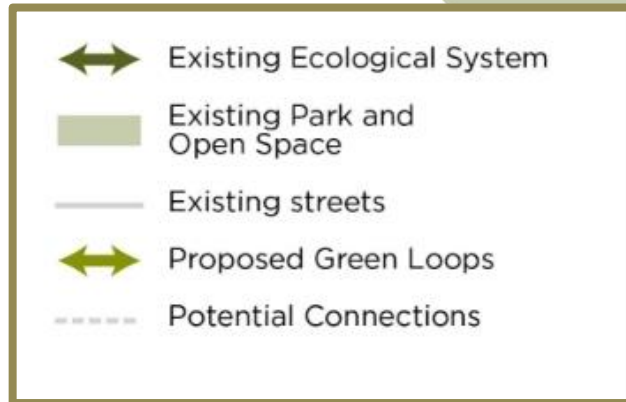 Existing Ecological System
Existing Park and
Open Space
Existing streets
Proposed Green Loops
Potential Connections